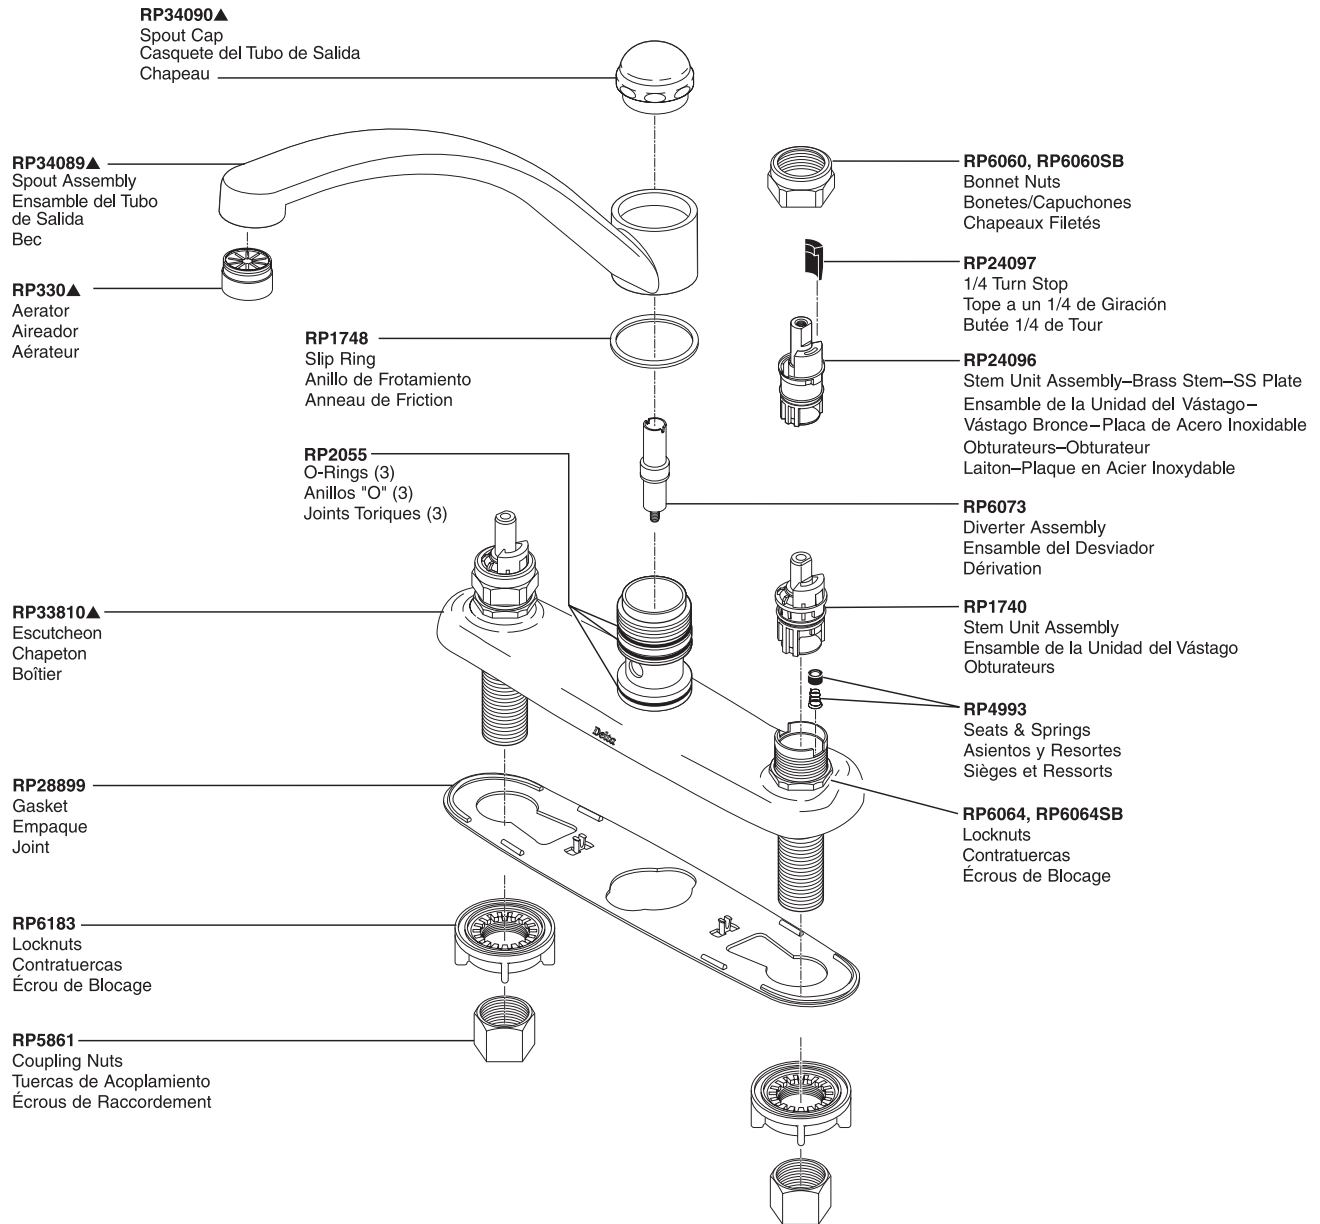 RP34090▲
Spout Cap
Casquete del Tubo de Salida
Chapeau
RP34089▲
Spout Assembly
Ensamble del Tubo
de Salida
Bec
RP330▲
Aerator
Aireador
Aérateur
RP1748
Slip Ring
Anillo de Frotamiento
Anneau de Friction
RP2055
O-Rings (3)
Anillos "O" (3)
Joints Toriques (3)
RP33810▲
Escutcheon
Chapeton
Boîtier
RP28899
Gasket
Empaque
Joint
RP6183
Locknuts
Contratuercas
Écrou de Blocage
RP5861
Coupling Nuts
Tuercas de Acoplamiento
Écrous de Raccordement
RP6060, RP6060SB
Bonnet Nuts
Bonetes/Capuchones
Chapeaux Filetés
RP24097
1/4 Turn Stop
Tope a un 1/4 de Giración
Butée 1/4 de Tour
RP24096
Stem Unit Assembly–Brass Stem–SS Plate
Ensamble de la Unidad del Vástago–
Vástago Bronce–Placa de Acero Inoxidable
Obturateurs–Obturateur
Laiton–Plaque en Acier Inoxydable
RP6073
Diverter Assembly
Ensamble del Desviador
Dérivation
RP1740
Stem Unit Assembly
Ensamble de la Unidad del Vástago
Obturateurs
RP4993
Seats & Springs
Asientos y Resortes
Sièges et Ressorts
RP6064, RP6064SB
Locknuts
Contratuercas
Écrous de Blocage
Delta